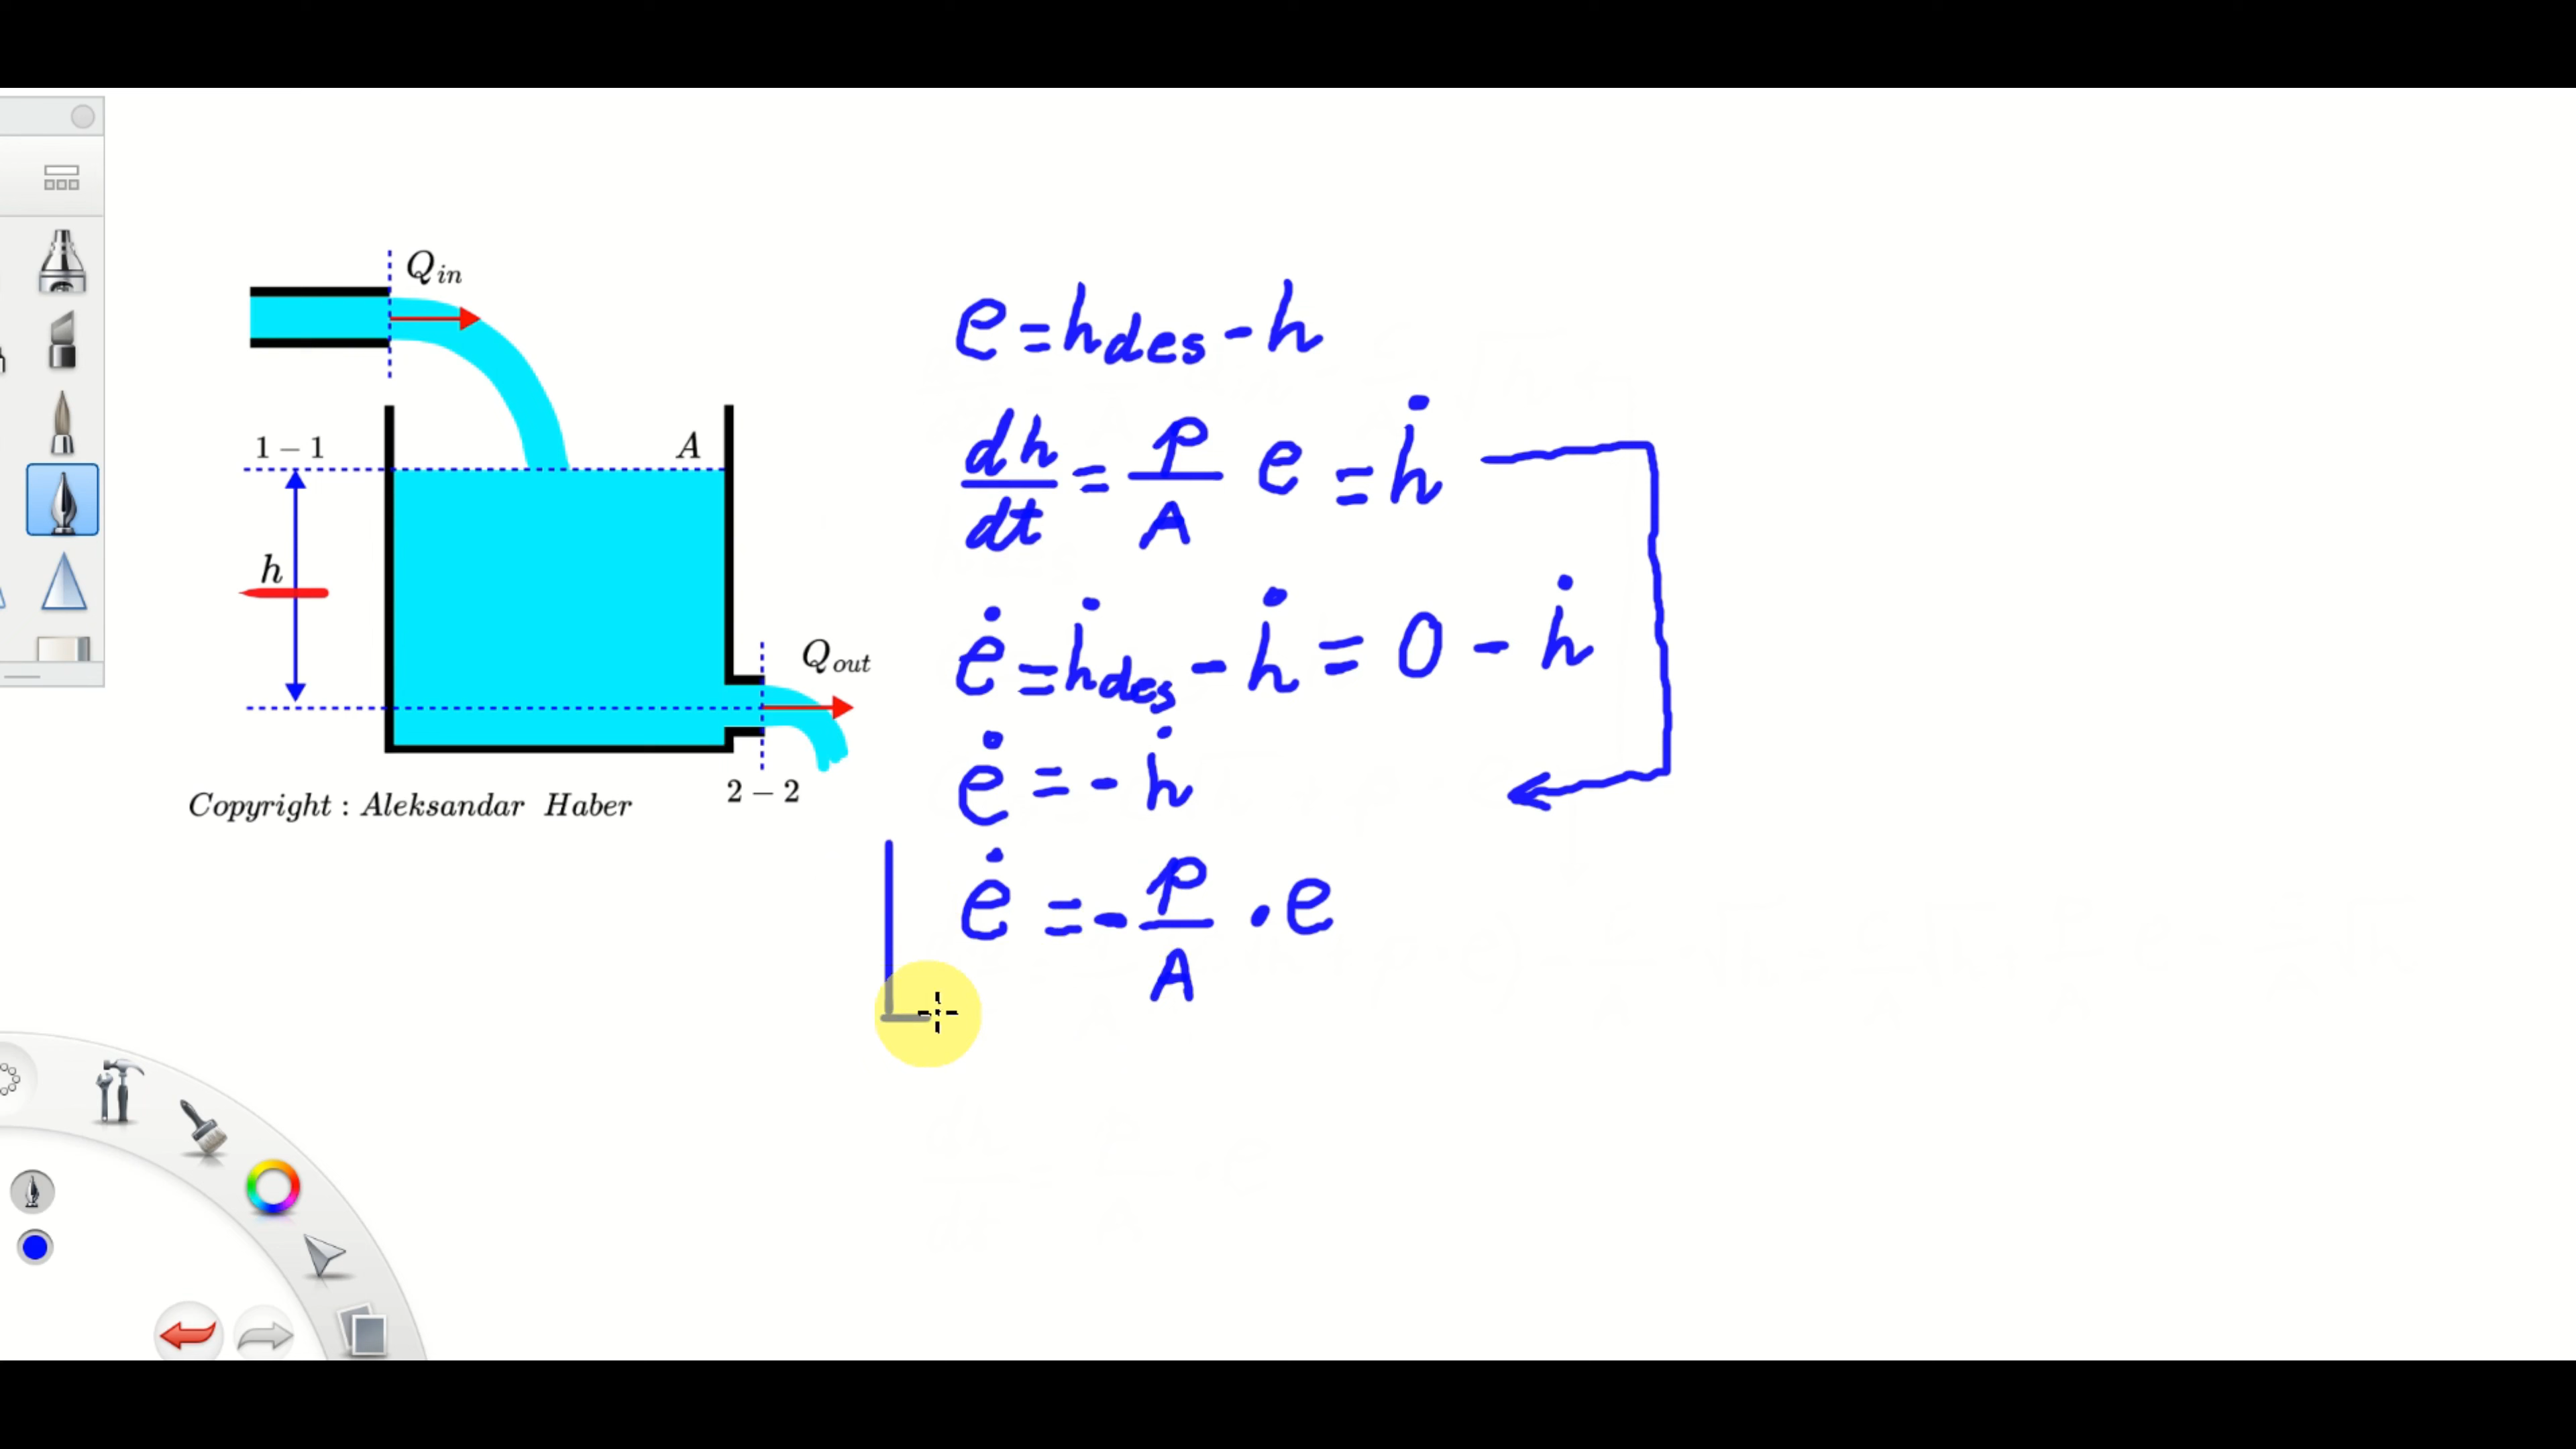 Q_in
1 − 1
A
h
Q_out
2 − 2
Copyright : Aleksandar Haber
e = h_des − h
dh/dt = p/A e = ḣ
ė = ḣ_des − ḣ = 0 − ḣ
ė = − ḣ
ė = − p/A · e